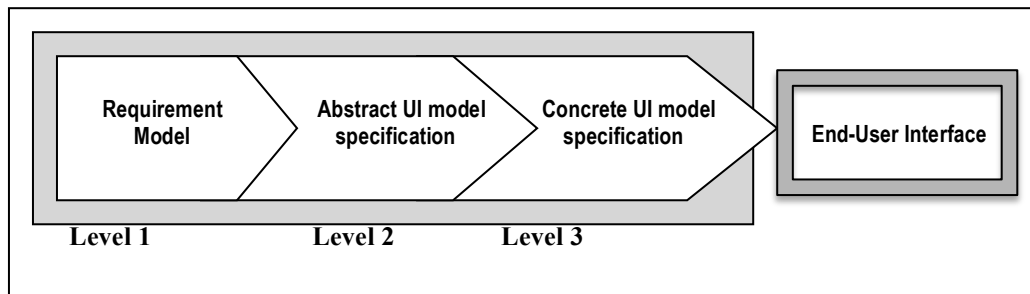 Requirement
Model
Abstract UI model
specification
Concrete UI model
specification
End-User Interface
Level 1
Level 2
Level 3